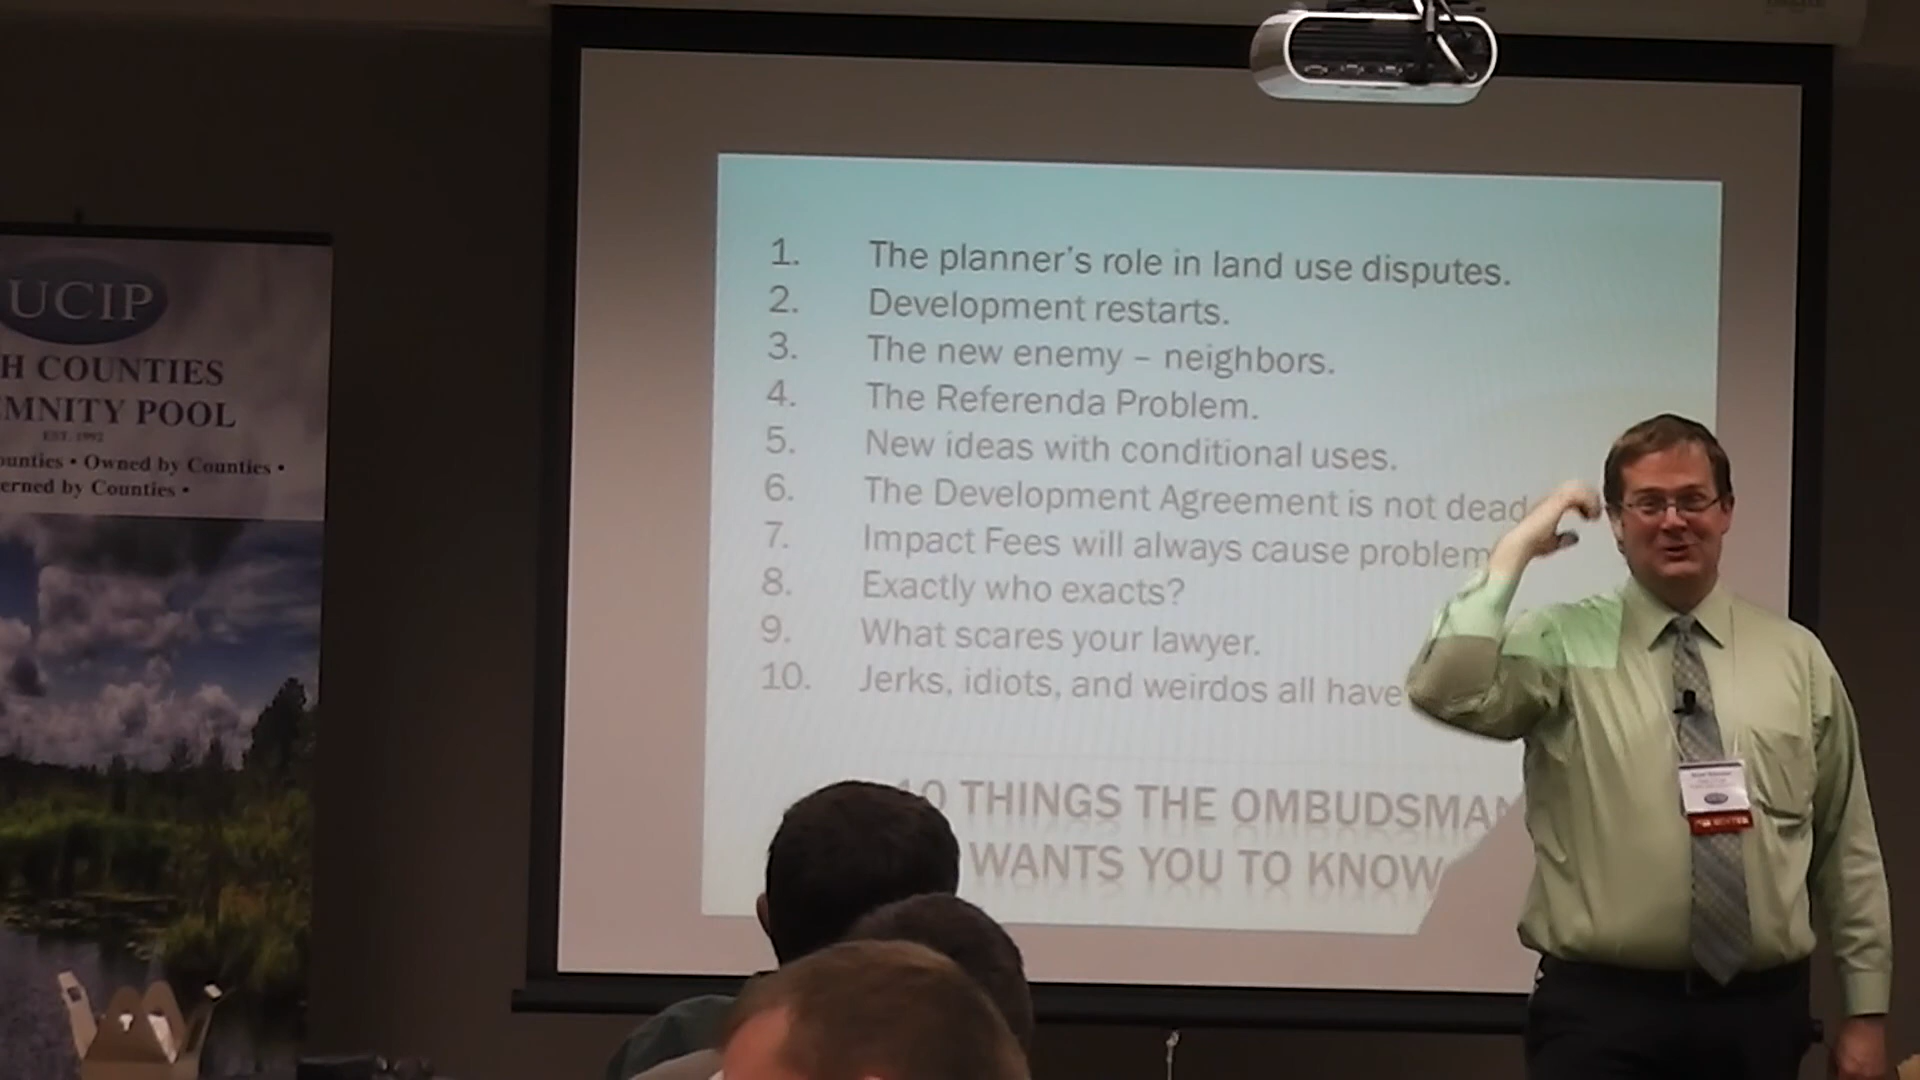 UCIP
H COUNTIES
MNITY POOL
EST. 1992
ounties • Owned by Counties •
erned by Counties •
1. The planner's role in land use disputes.
2. Development restarts.
3. The new enemy – neighbors.
4. The Referenda Problem.
5. New ideas with conditional uses.
6. The Development Agreement is not dead
7. Impact Fees will always cause problem
8. Exactly who exacts?
9. What scares your lawyer.
10. Jerks, idiots, and weirdos all have
10 THINGS THE OMBUDSMAN
WANTS YOU TO KNOW